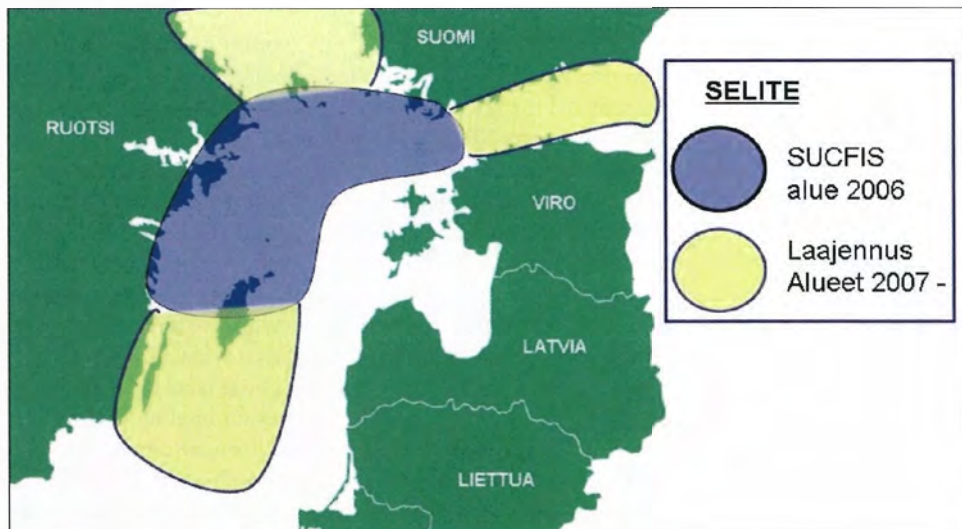 SUOMI
RUOTSI
VIRO
LATVIA
LIETTUA
SELITE
SUCFIS
alue 2006
Laajennus
Alueet 2007 -